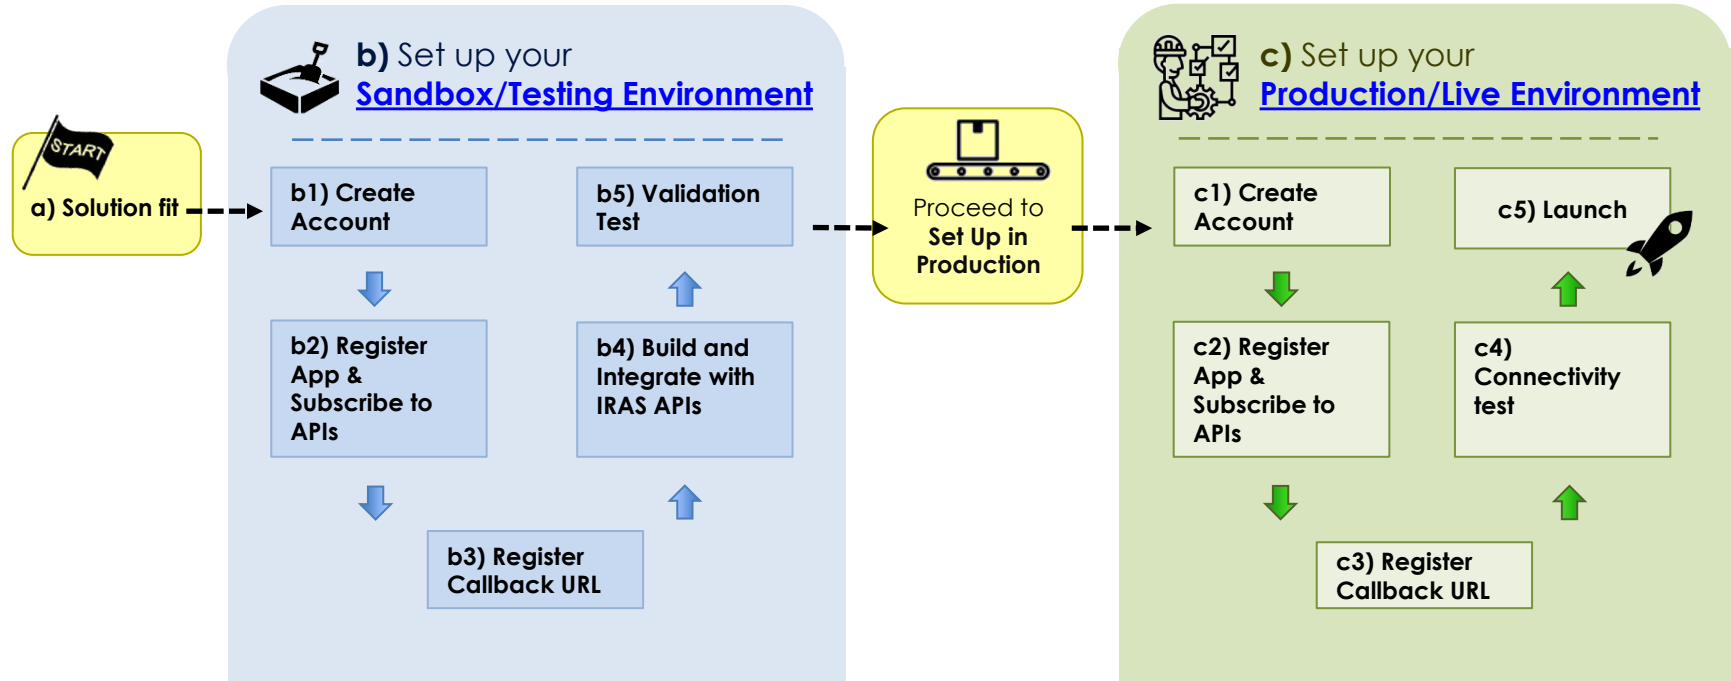 START
a) Solution fit
b) Set up your
Sandbox/Testing Environment
b1) Create
Account
b2) Register
App &
Subscribe to
APIs
b3) Register
Callback URL
b4) Build and
Integrate with
IRAS APIs
b5) Validation
Test
Proceed to
Set Up in
Production
c) Set up your
Production/Live Environment
c1) Create
Account
c2) Register
App &
Subscribe to
APIs
c3) Register
Callback URL
c4)
Connectivity
test
c5) Launch